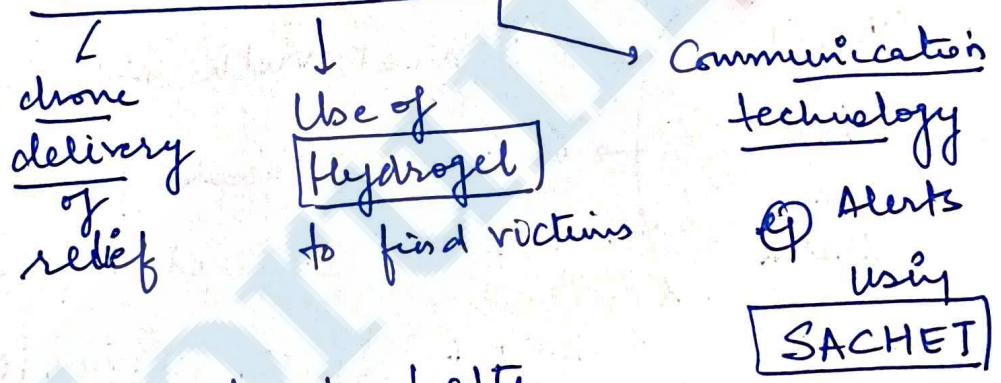 drone
delivery
of
relief
Use of
Hydrogel
to find victims
Communication
technology
eg Alerts
using
SACHET